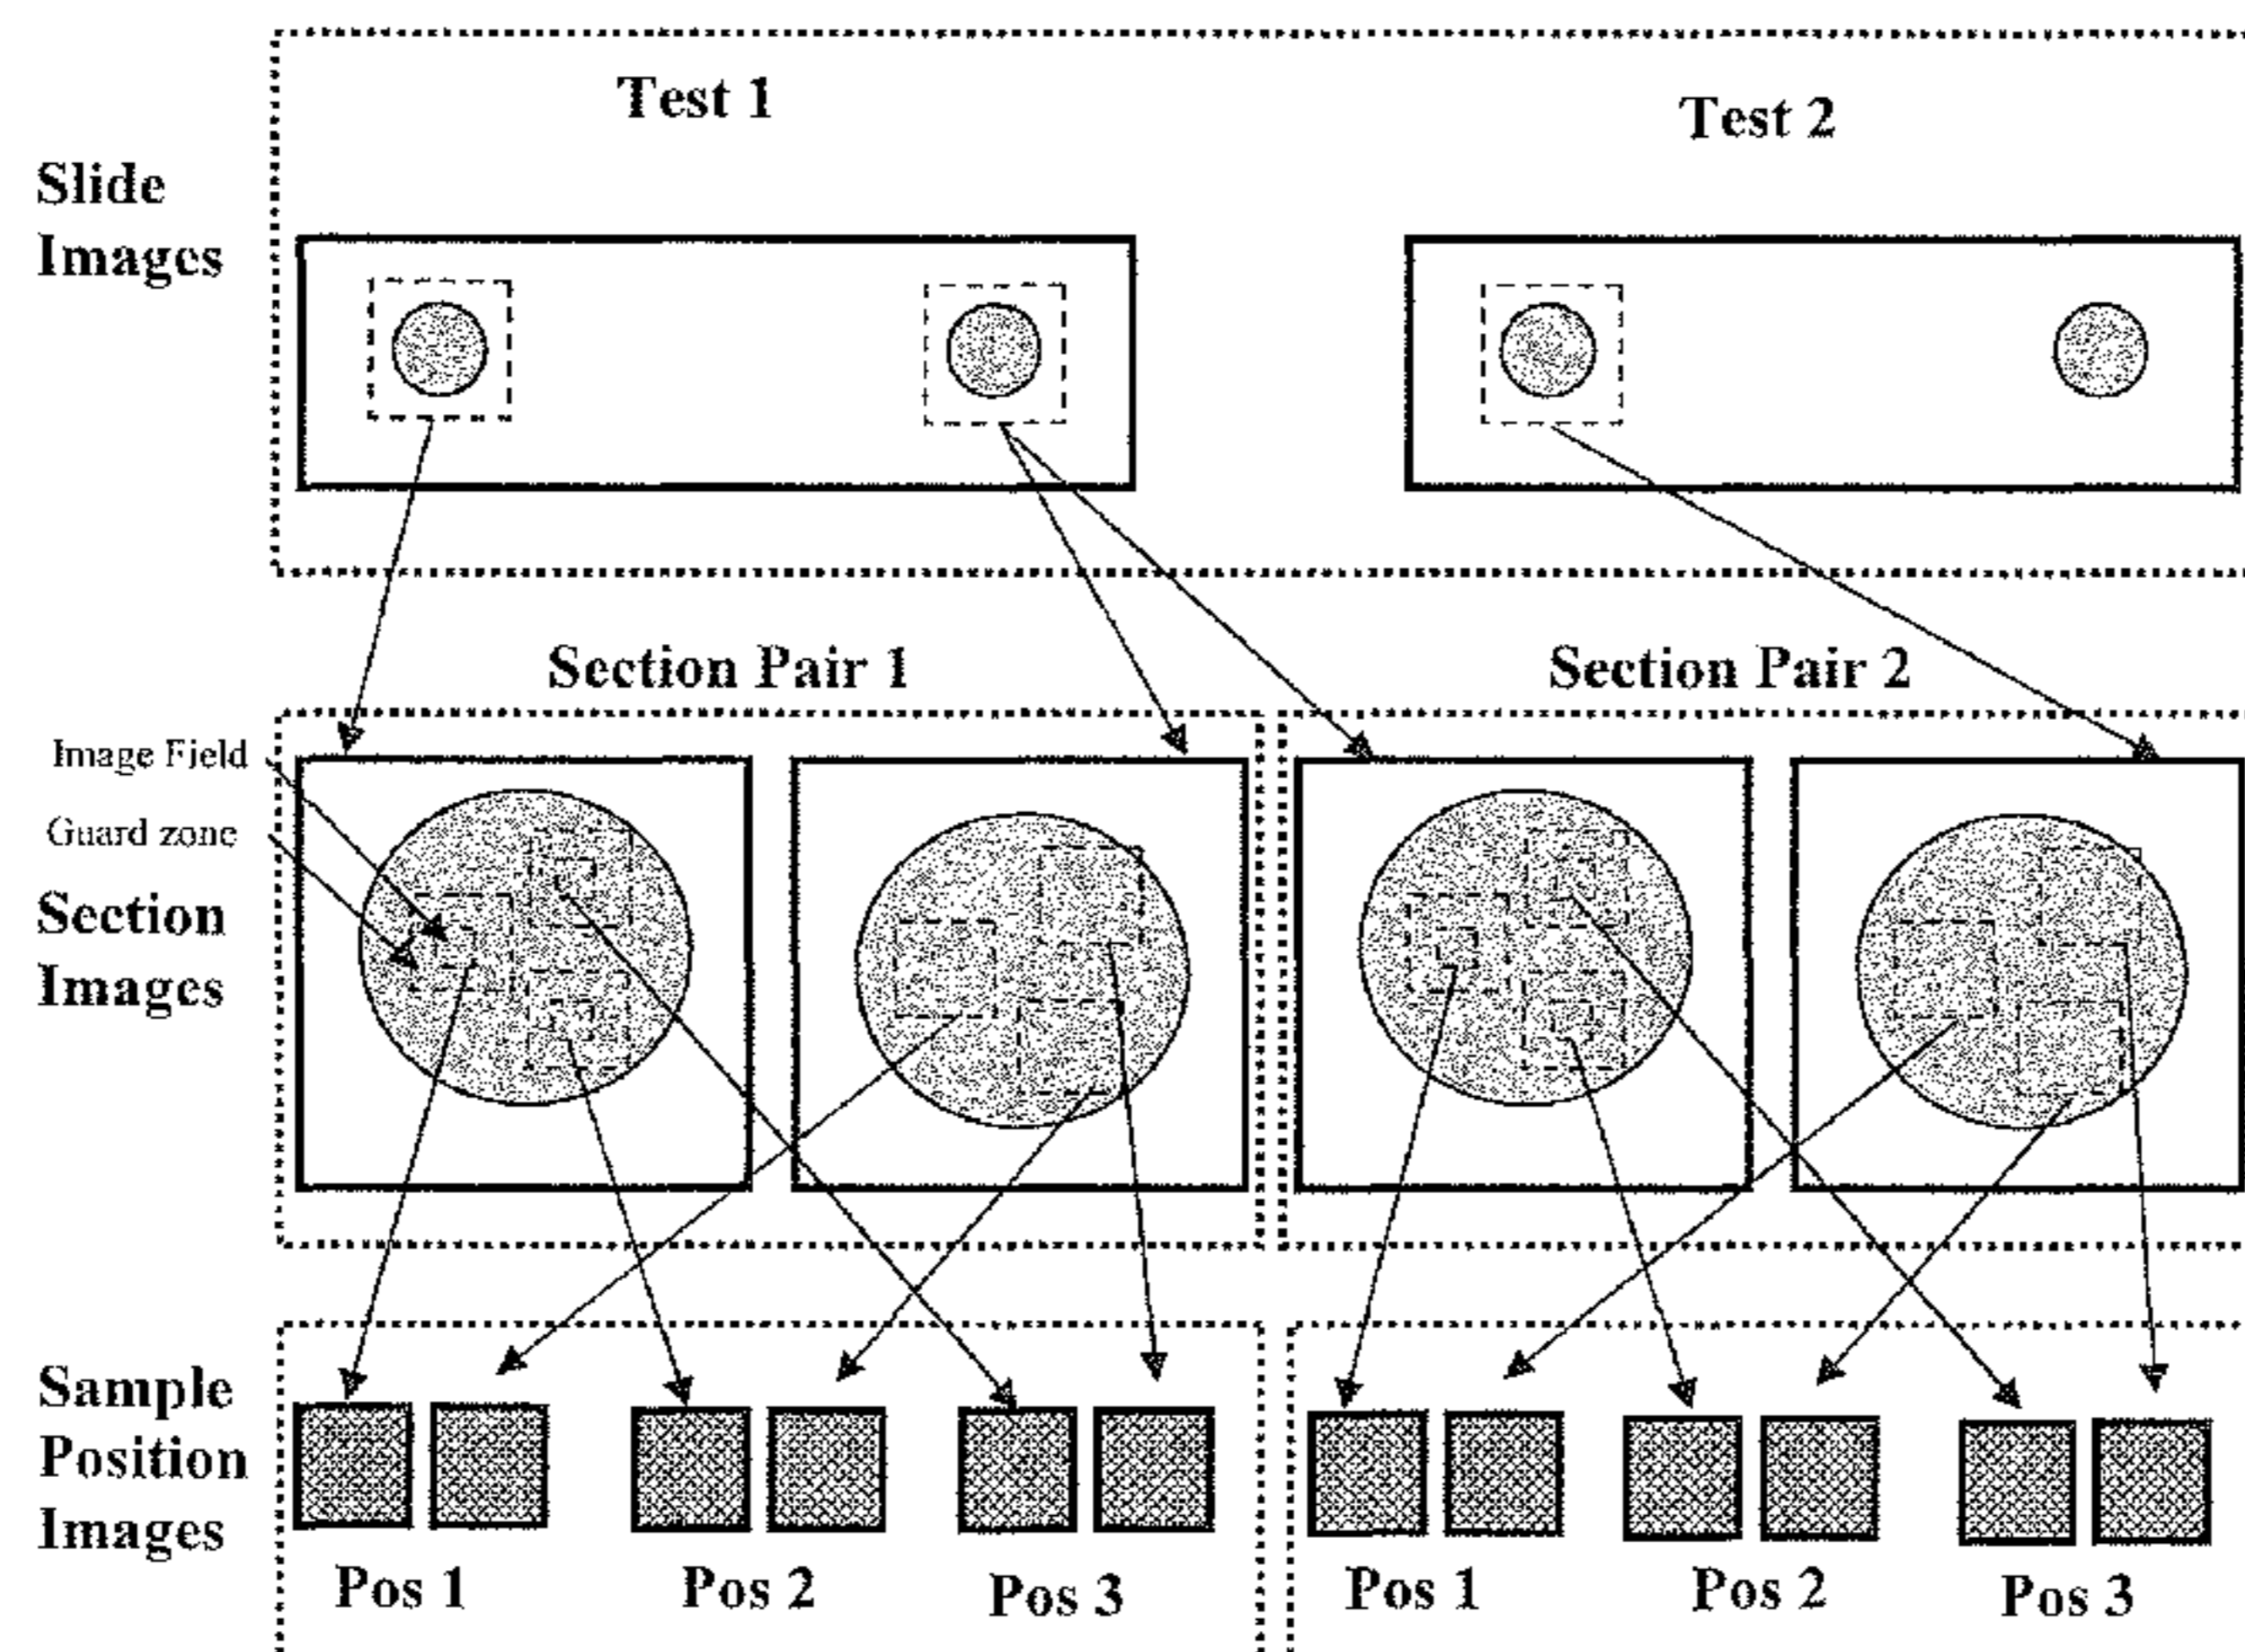 Test 1
Test 2
Slide
Images
Section Pair 1
Section Pair 2
Image Field
Guard zone
Section
Images
Sample
Position
Images
Pos 1
Pos 2
Pos 3
Pos 1
Pos 2
Pos 3